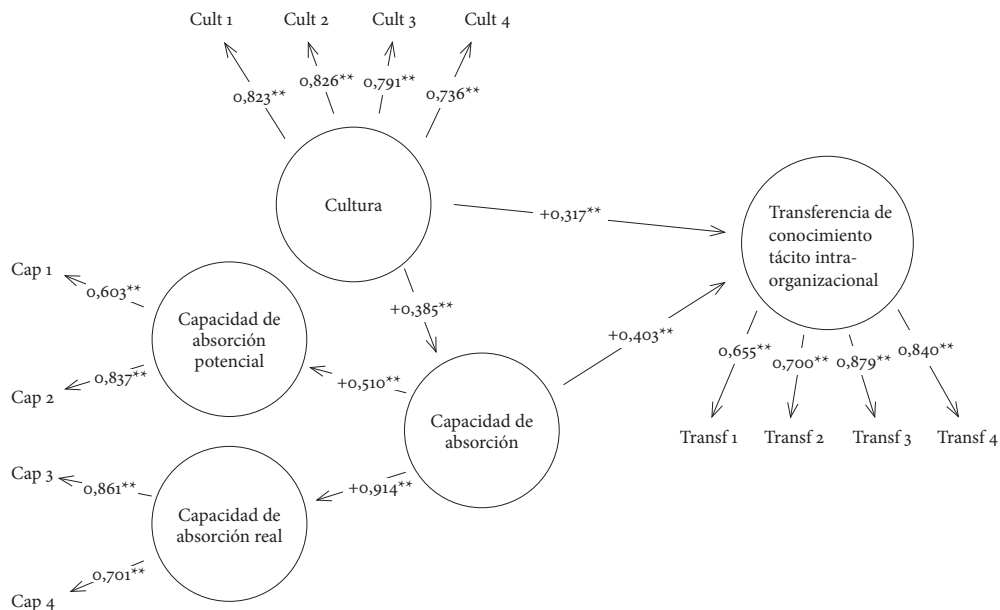 Cult 1
Cult 2
Cult 3
Cult 4
0,823**
0,826**
0,791**
0,736**
Cultura
+0,317**
Transferencia de
conocimiento
tácito intra-
organizacional
Cap 1
0,603**
+0,385**
Capacidad de
absorción
potencial
+0,403**
0,655**
0,700**
0,879**
0,840**
Cap 2
0,837**
+0,510**
Capacidad de
absorción
Transf 1
Transf 2
Transf 3
Transf 4
Cap 3
0,861**
+0,914**
Capacidad de
absorción real
0,701**
Cap 4